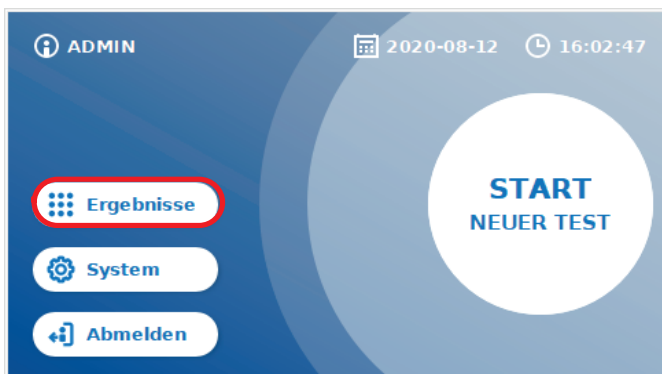 ADMIN 2020-08-12 16:02:47
START
NEUER TEST
Ergebnisse
System
Abmelden